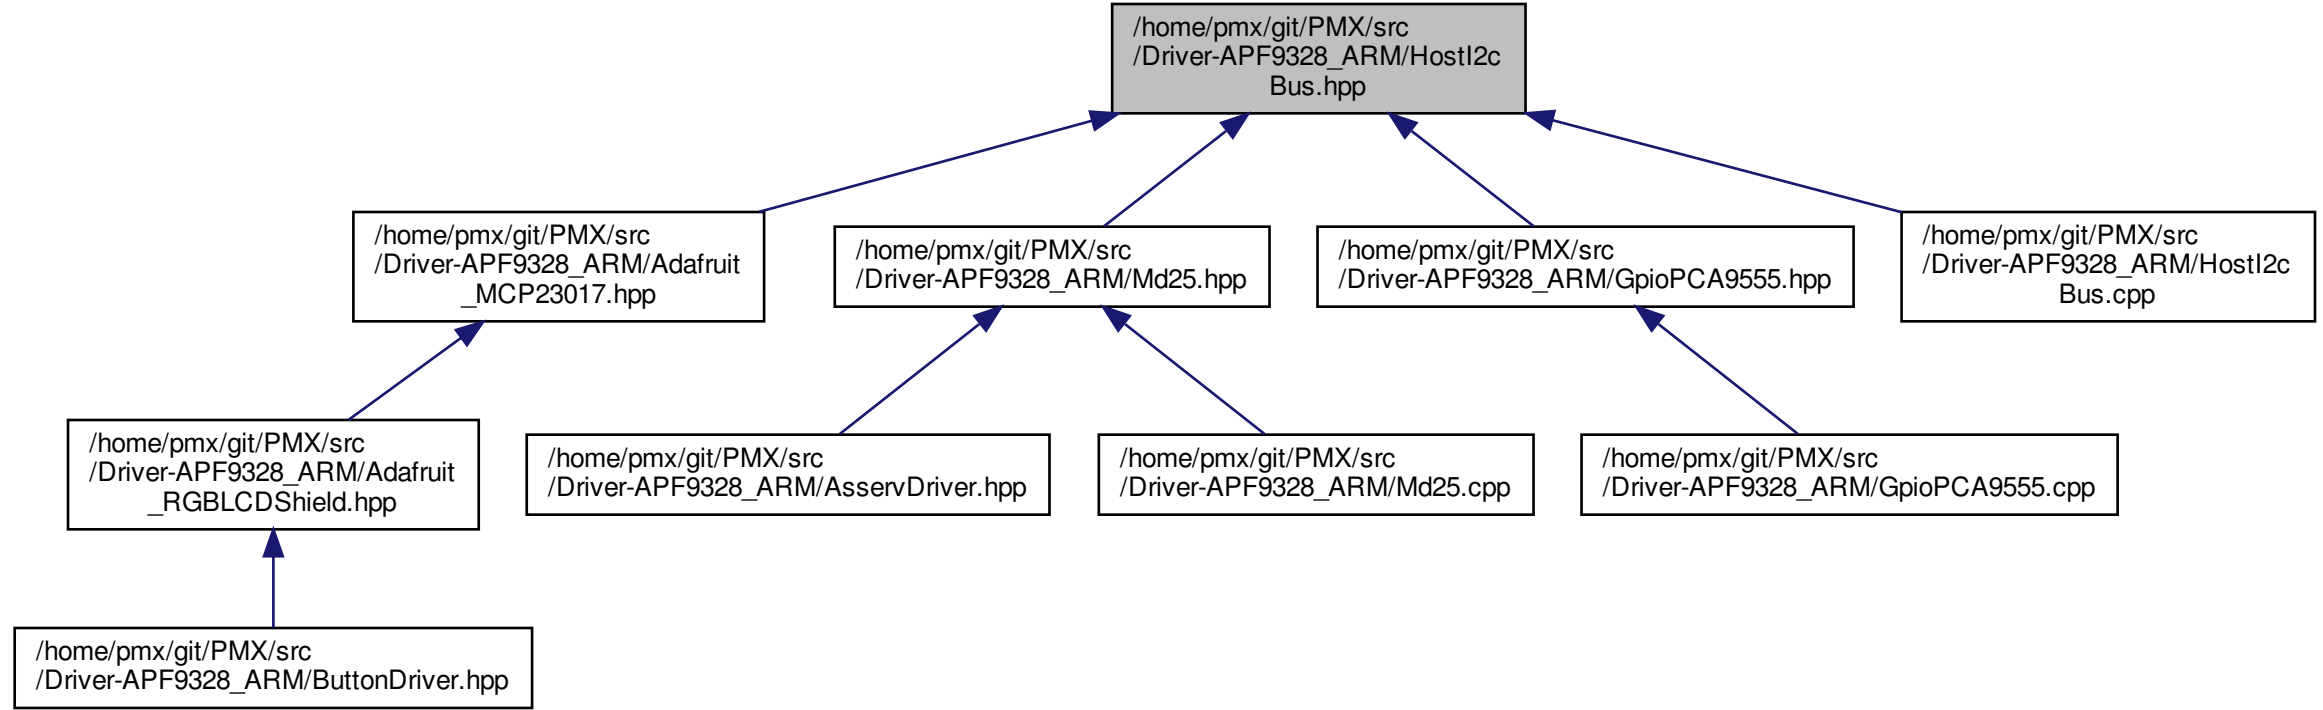 /home/pmx/git/PMX/src
/Driver-APF9328_ARM/HostI2c
Bus.hpp
/home/pmx/git/PMX/src
/Driver-APF9328_ARM/Adafruit
_MCP23017.hpp
/home/pmx/git/PMX/src
/Driver-APF9328_ARM/Md25.hpp
/home/pmx/git/PMX/src
/Driver-APF9328_ARM/GpioPCA9555.hpp
/home/pmx/git/PMX/src
/Driver-APF9328_ARM/HostI2c
Bus.cpp
/home/pmx/git/PMX/src
/Driver-APF9328_ARM/Adafruit
_RGBLCDShield.hpp
/home/pmx/git/PMX/src
/Driver-APF9328_ARM/AsservDriver.hpp
/home/pmx/git/PMX/src
/Driver-APF9328_ARM/Md25.cpp
/home/pmx/git/PMX/src
/Driver-APF9328_ARM/GpioPCA9555.cpp
/home/pmx/git/PMX/src
/Driver-APF9328_ARM/ButtonDriver.hpp